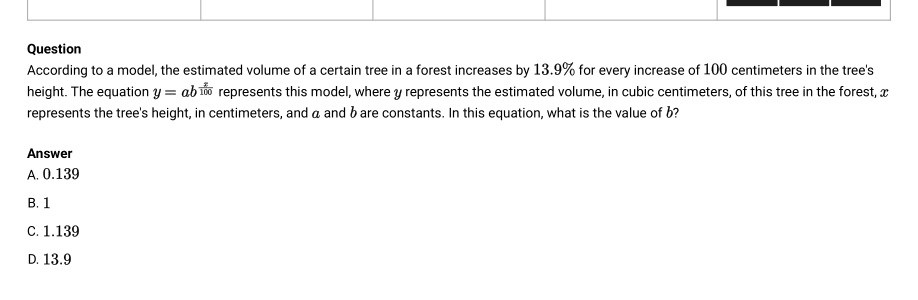 Question
According to a model, the estimated volume of a certain tree in a forest increases by 13.9% for every increase of 100 centimeters in the tree's
height. The equation y = ab^(x/100) represents this model, where y represents the estimated volume, in cubic centimeters, of this tree in the forest, x
represents the tree's height, in centimeters, and a and b are constants. In this equation, what is the value of b?
Answer
A. 0.139
B. 1
C. 1.139
D. 13.9